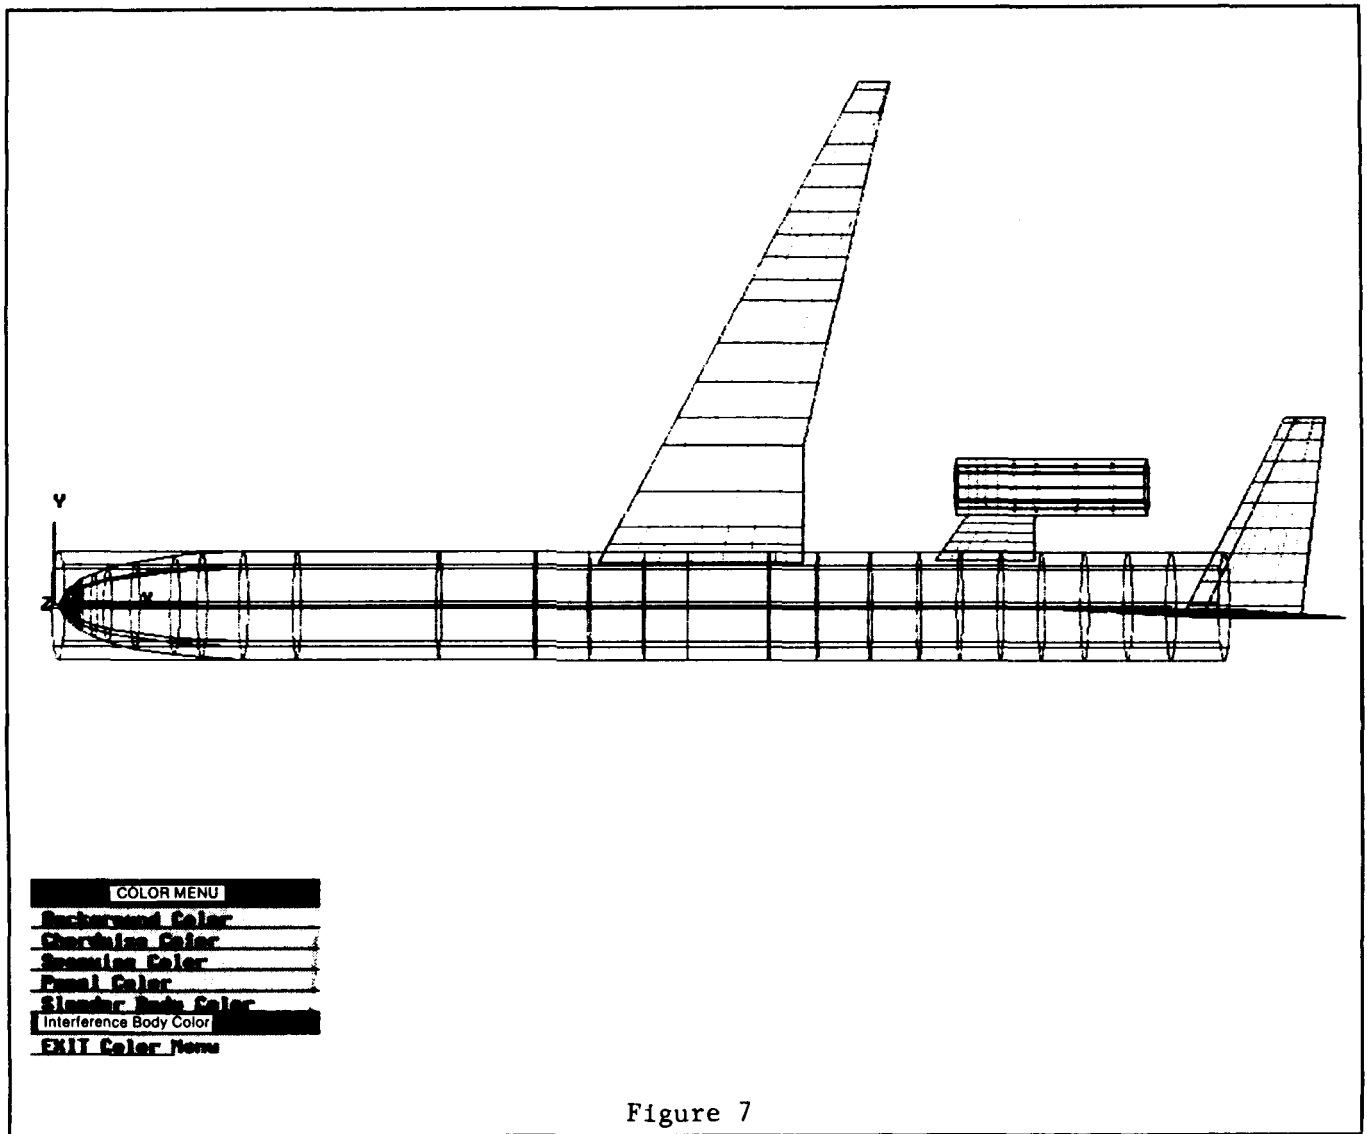 Y
Z
X
COLOR MENU
Background Color
Chordwise Color
Spanwise Color
Panel Color
Slender Body Color
Interference Body Color
EXIT Color Menu
Figure 7